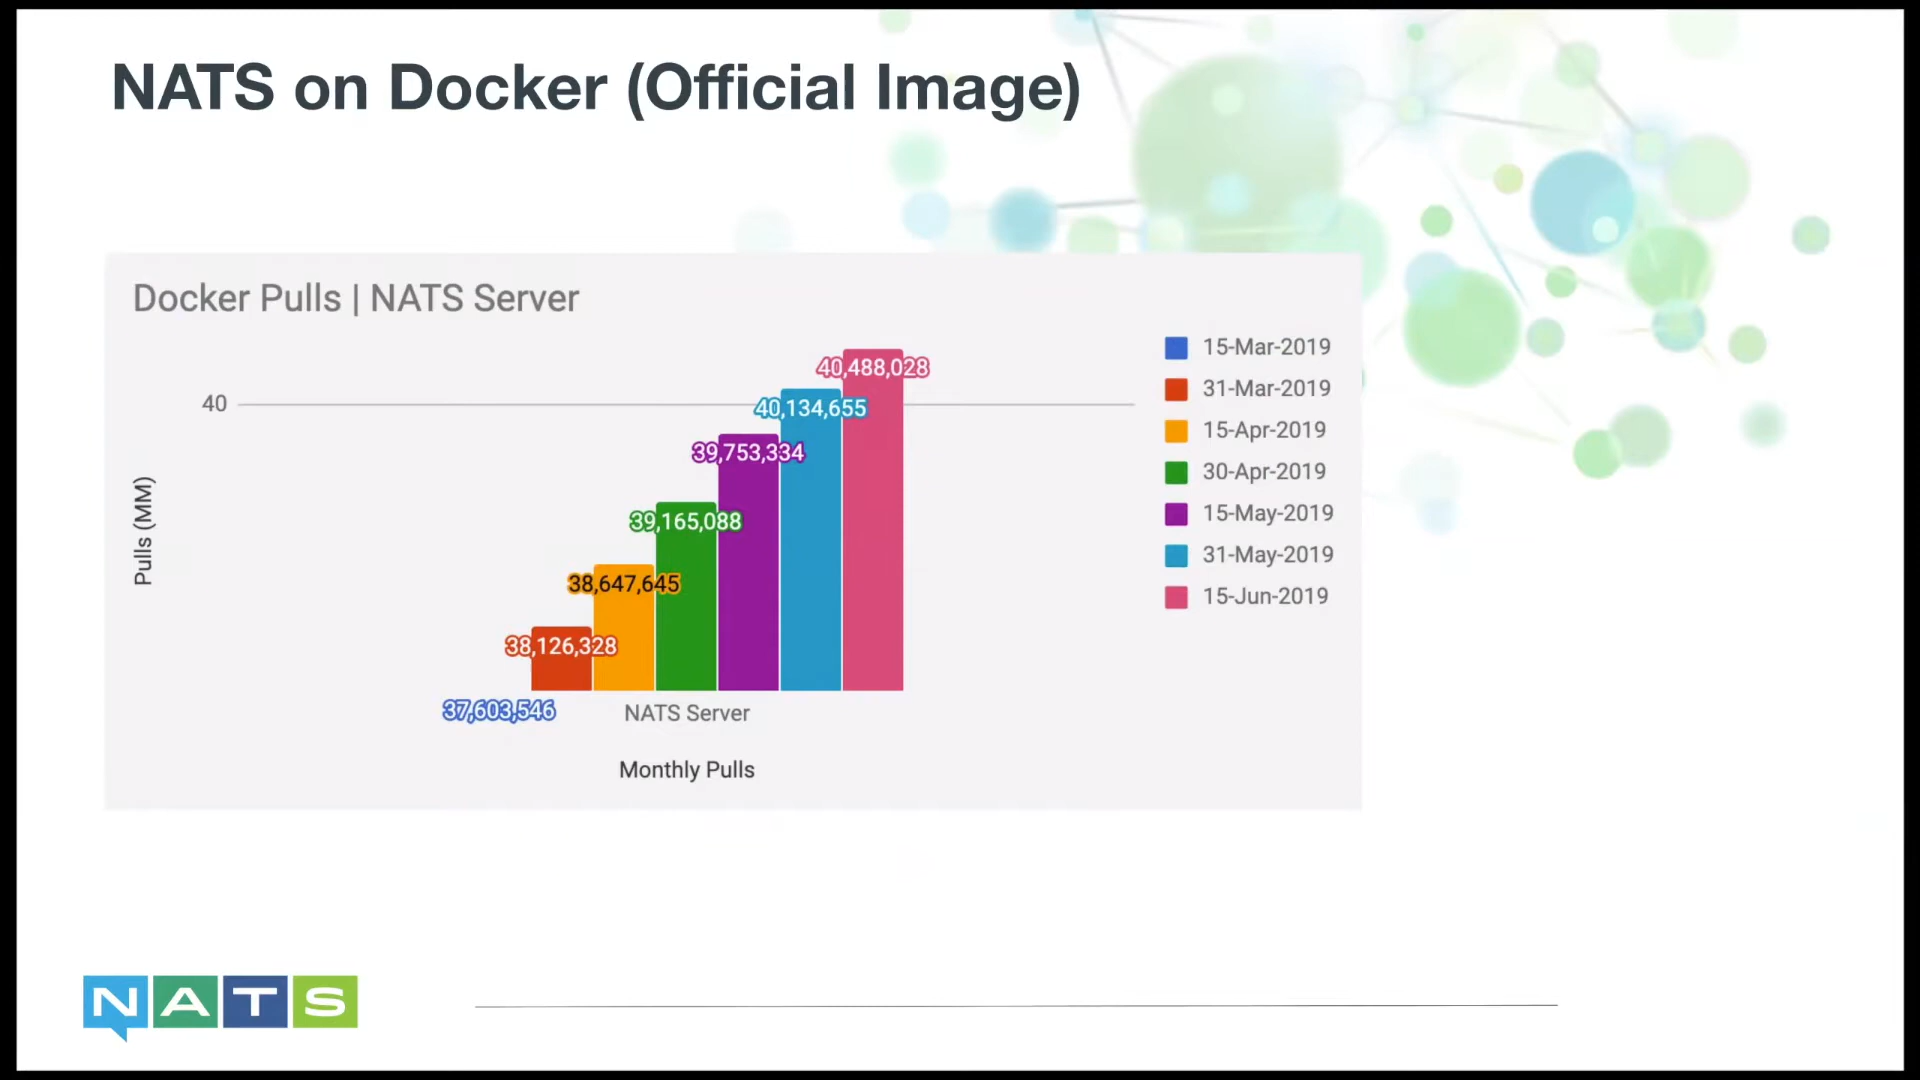 NATS on Docker (Official Image)
Docker Pulls | NATS Server
40
Pulls (MM)
37,603,546
38,126,328
38,647,645
39,165,088
39,753,334
40,134,655
40,488,028
NATS Server
Monthly Pulls
15-Mar-2019
31-Mar-2019
15-Apr-2019
30-Apr-2019
15-May-2019
31-May-2019
15-Jun-2019
NATS